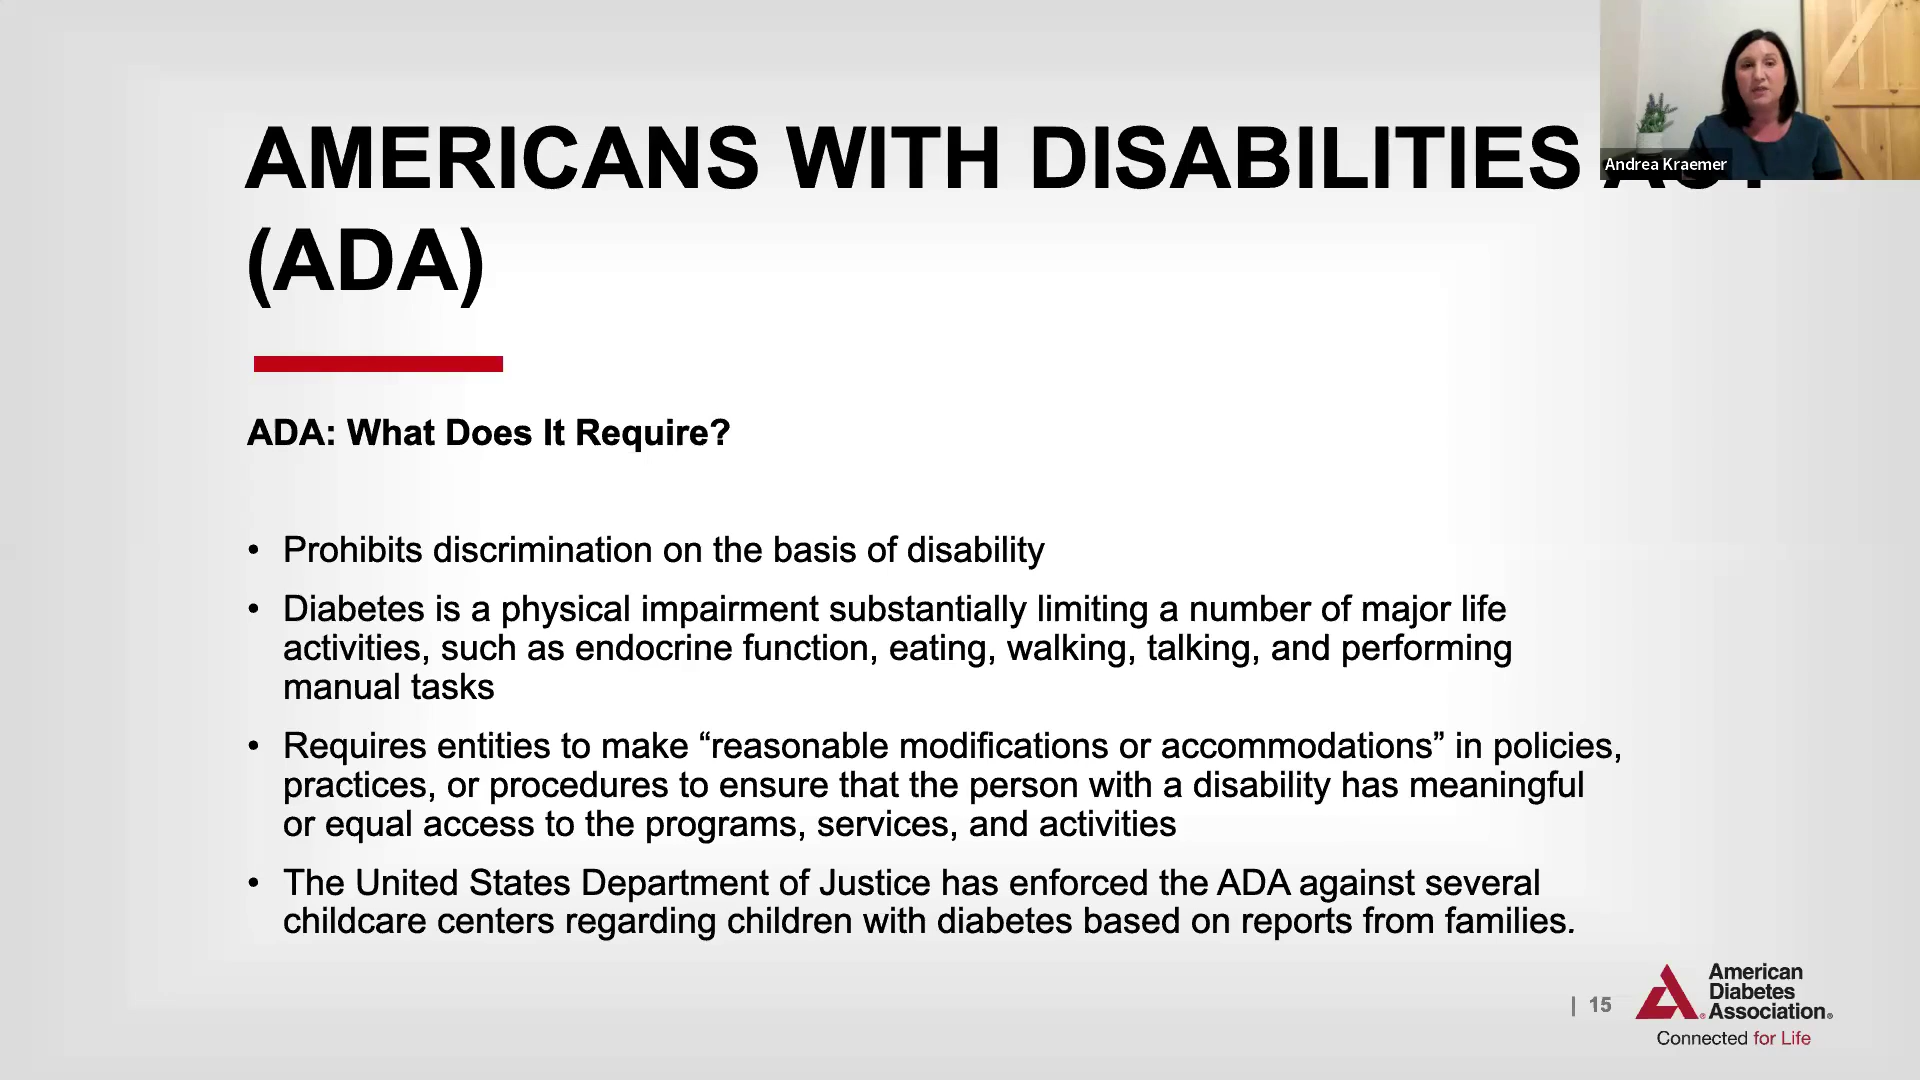 AMERICANS WITH DISABILITIES
(ADA)
Andrea Kraemer
ADA: What Does It Require?
• Prohibits discrimination on the basis of disability
• Diabetes is a physical impairment substantially limiting a number of major life
activities, such as endocrine function, eating, walking, talking, and performing
manual tasks
• Requires entities to make “reasonable modifications or accommodations” in policies,
practices, or procedures to ensure that the person with a disability has meaningful
or equal access to the programs, services, and activities
• The United States Department of Justice has enforced the ADA against several
childcare centers regarding children with diabetes based on reports from families.
| 15
American
Diabetes
Association®
Connected for Life